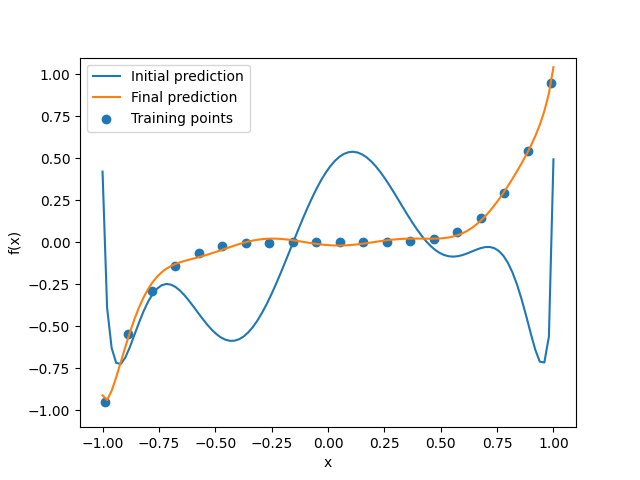 Initial prediction
Final prediction
Training points
1.00
0.75
0.50
0.25
0.00
−0.25
−0.50
−0.75
−1.00
f(x)
−1.00 −0.75 −0.50 −0.25 0.00 0.25 0.50 0.75 1.00
x